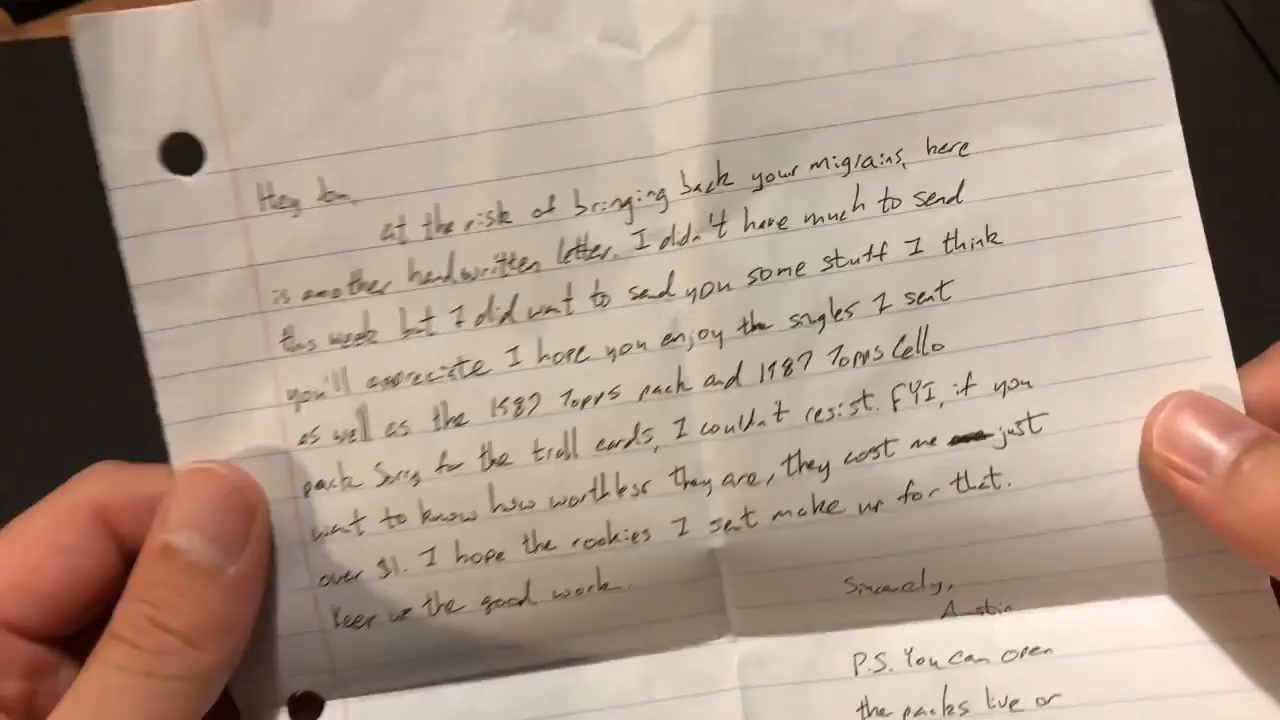 Hey Jon,
at the risk of bringing back your migrains, here
is another handwritten letter. I didn't have much to send
this week but I did want to send you some stuff I think
you'll appreciate I hope you enjoy the singles I sent
as well as the 1987 Topps pack and 1987 Topps Cello
pack Sorry for the troll cards, I couldn't resist. FYI, if you
want to know how worthless they are, they cost me just
over $1. I hope the rookies I sent make up for that.
Keep up the good work.
Sincerely,
Austin
P.S. You can open
the packs live or